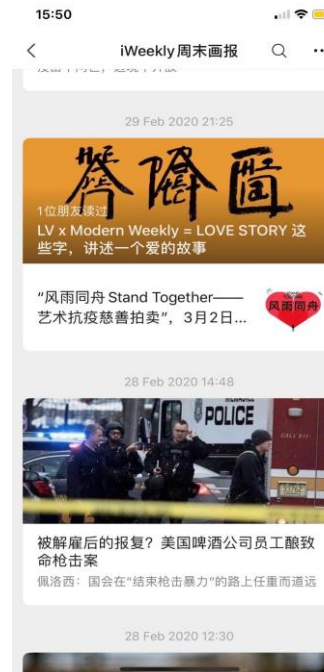 15:50
iWeekly周末画报
29 Feb 2020 21:25
1位朋友读过
LV x Modern Weekly = LOVE STORY 这
些字，讲述一个爱的故事
“风雨同舟 Stand Together——
艺术抗疫慈善拍卖”，3月2日...
风雨同舟
28 Feb 2020 14:48
POLICE
被解雇后的报复？美国啤酒公司员工酿致
命枪击案
佩洛西：国会在“结束枪击暴力”的路上任重而道远
28 Feb 2020 12:30